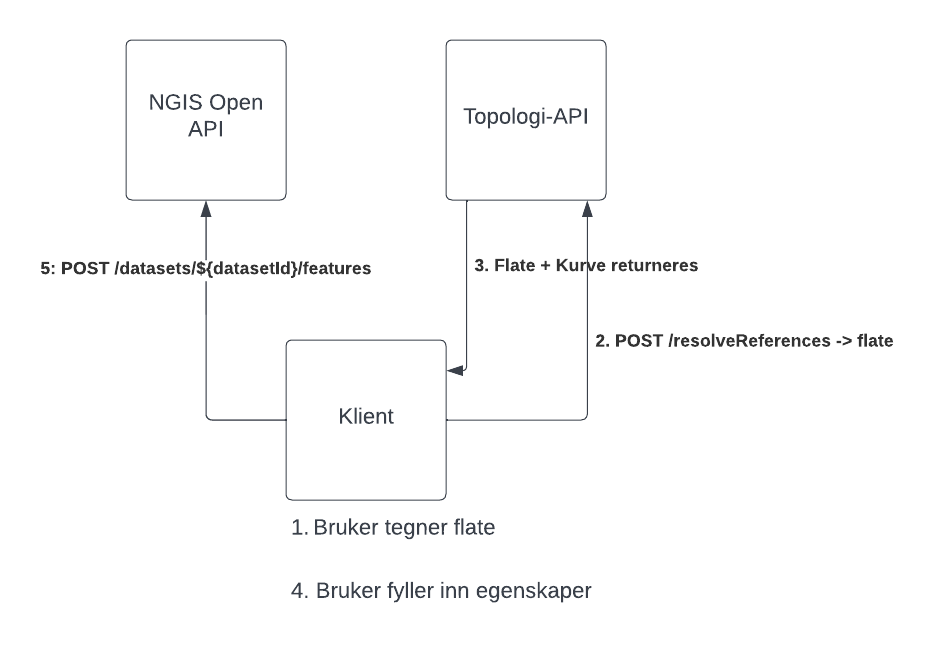 NGIS Open
API
Topologi-API
5: POST /datasets/${datasetId}/features
3. Flate + Kurve returneres
2. POST /resolveReferences -> flate
Klient
1. Bruker tegner flate
4. Bruker fyller inn egenskaper